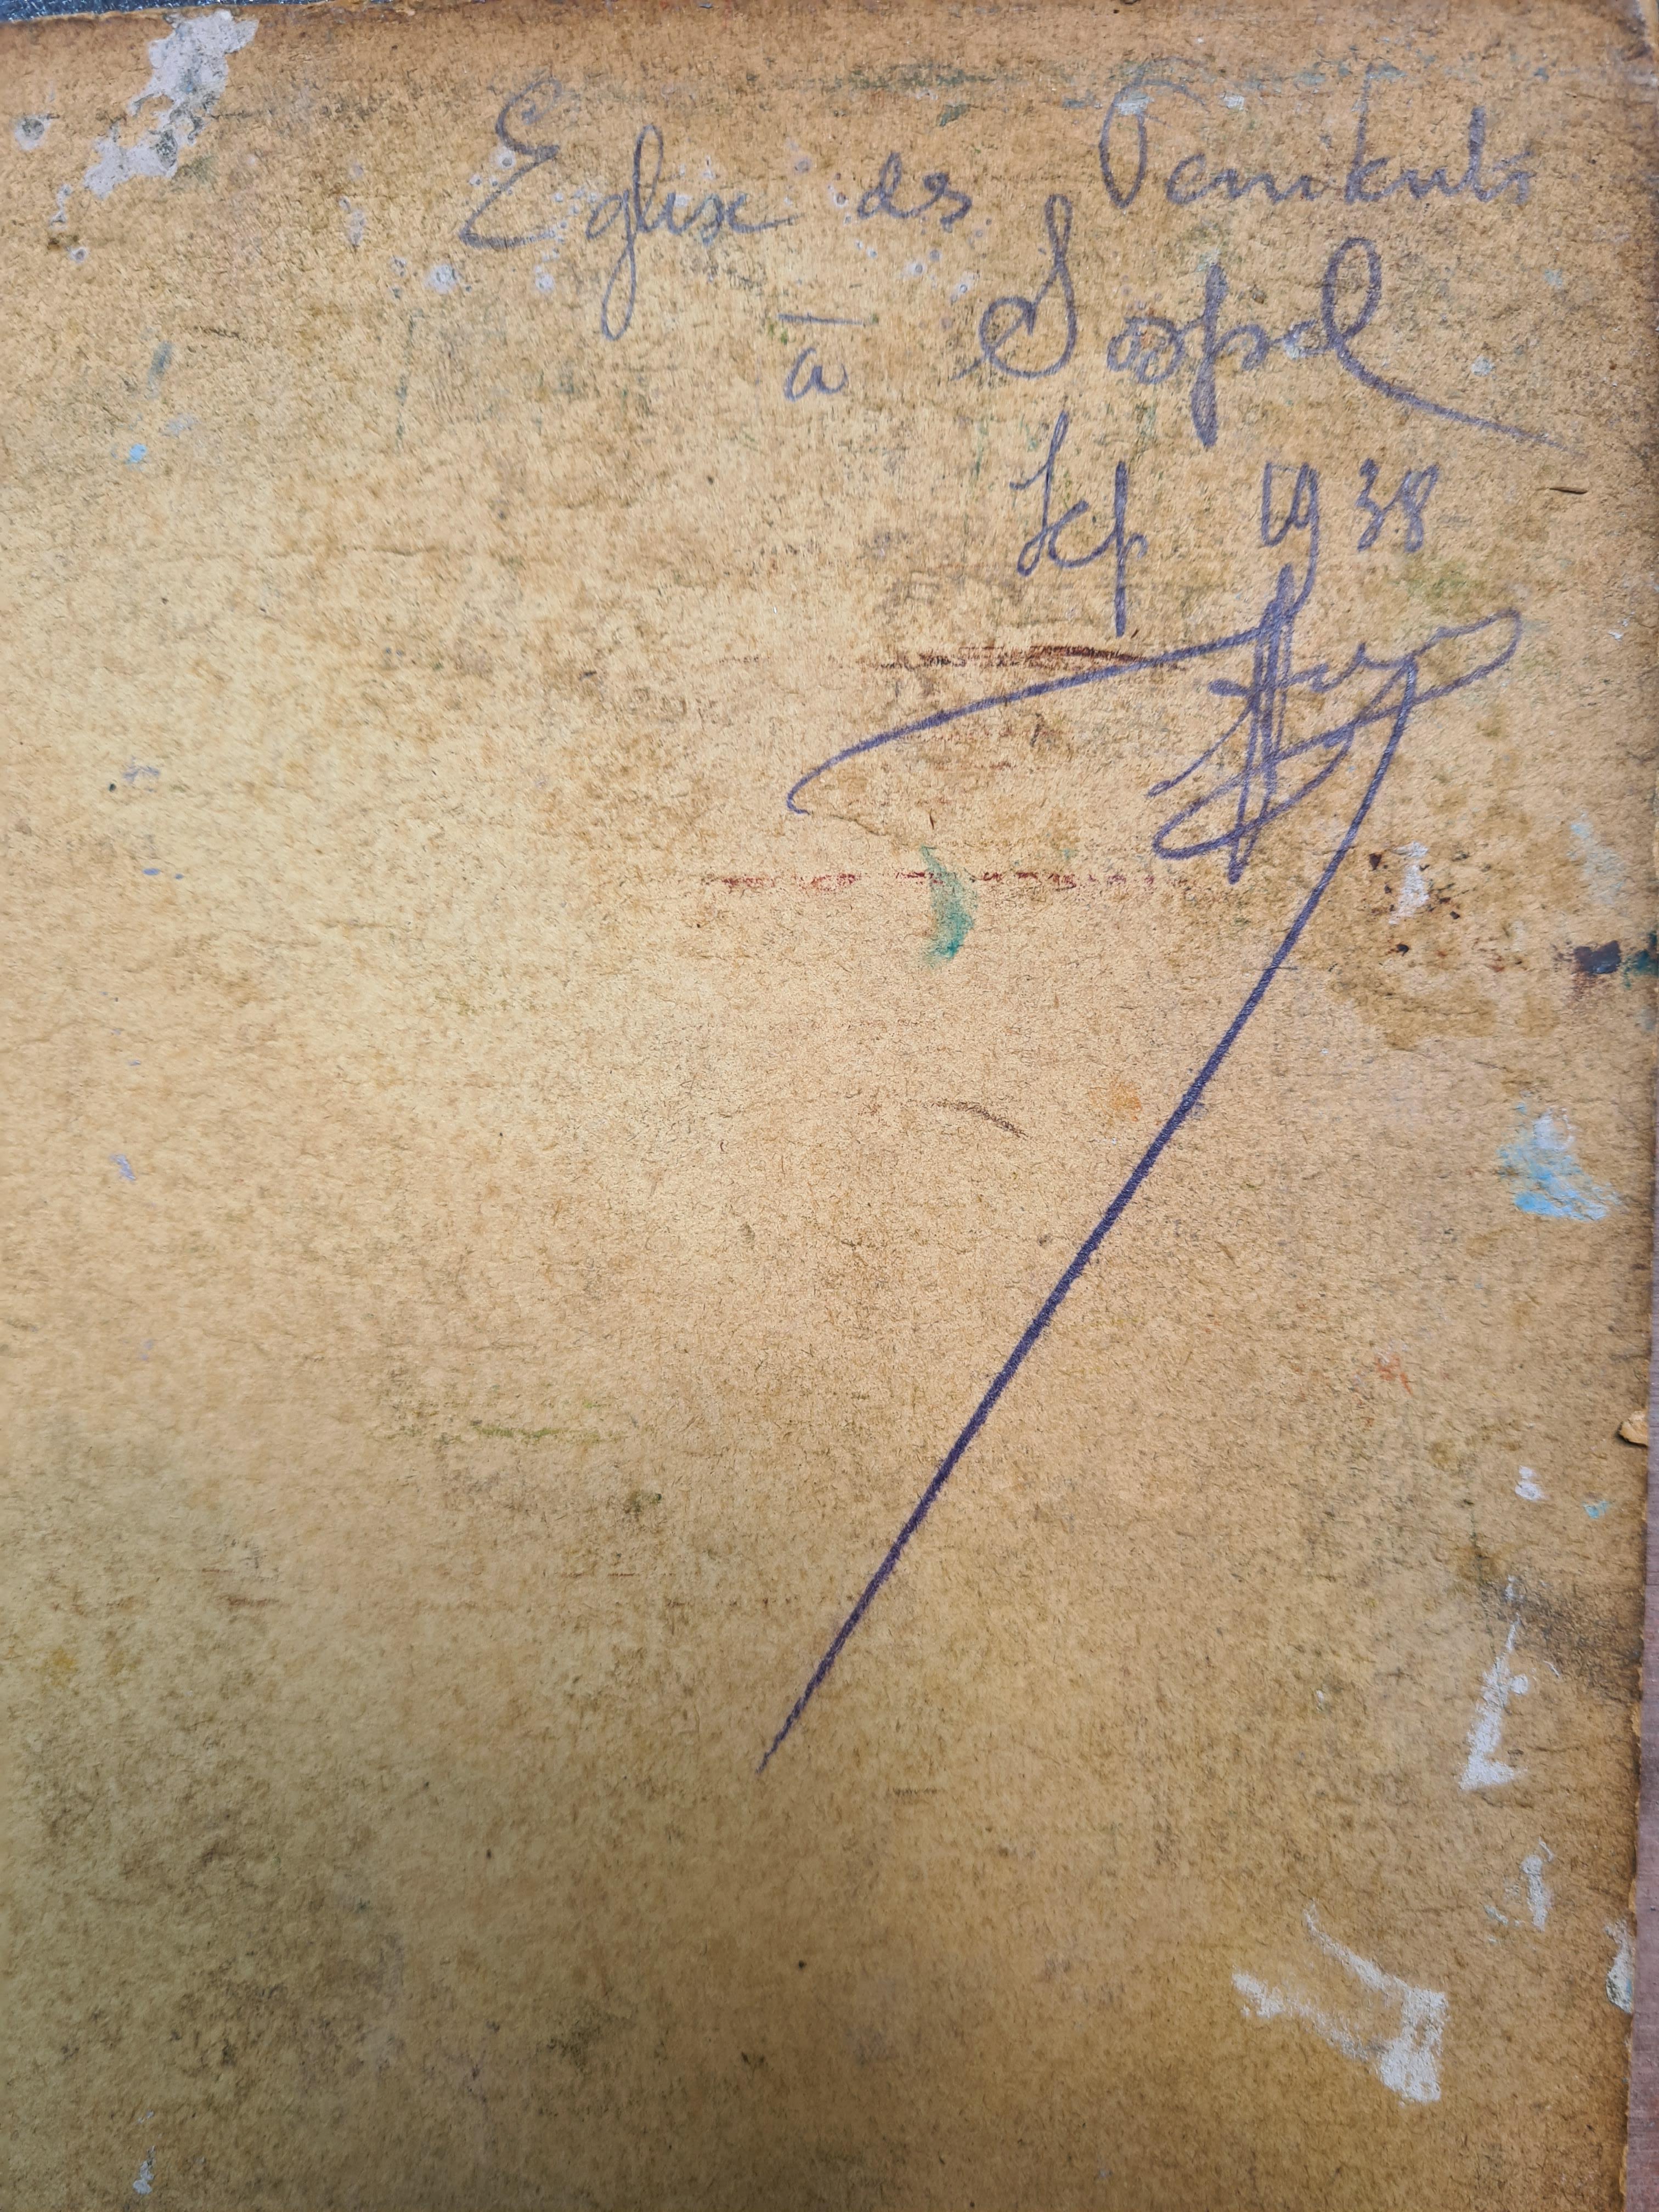 Eglise des Penitents
à Sospel
Sep 1938